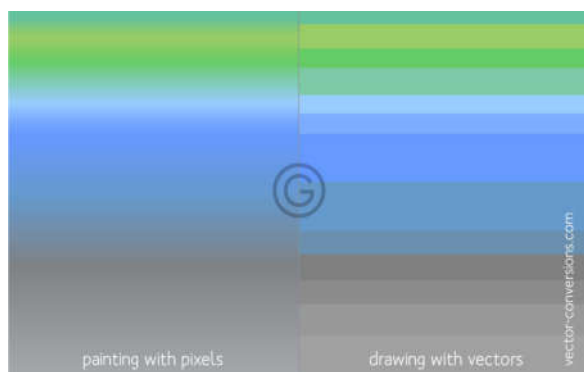 G
painting with pixels
drawing with vectors
vector-conversions.com